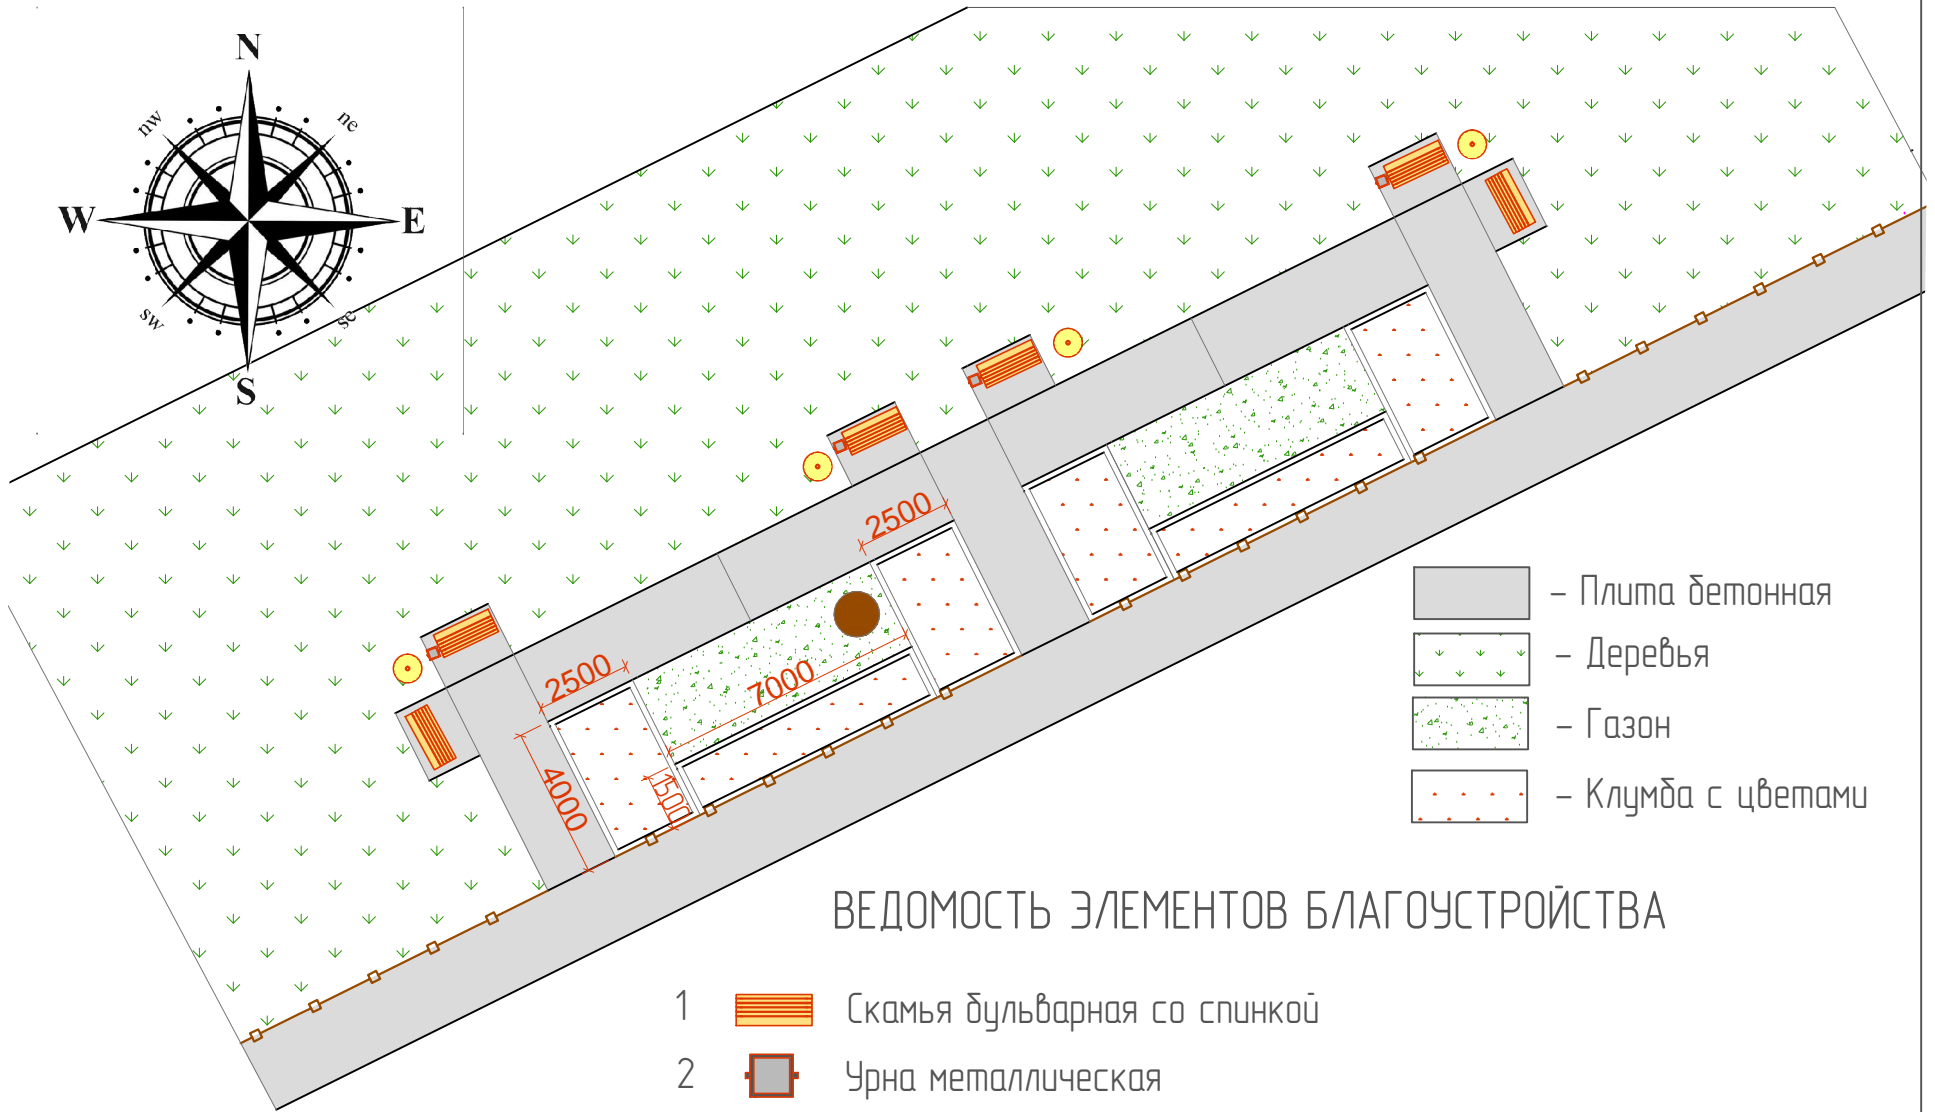 N
nw
ne
W
E
sw
se
S
2500
2500
7000
4000
1500
– Плита бетонная
– Деревья
– Газон
– Клумба с цветами
ВЕДОМОСТЬ ЭЛЕМЕНТОВ БЛАГОУСТРОЙСТВА
1 Скамья бульварная со спинкой
2 Урна металлическая